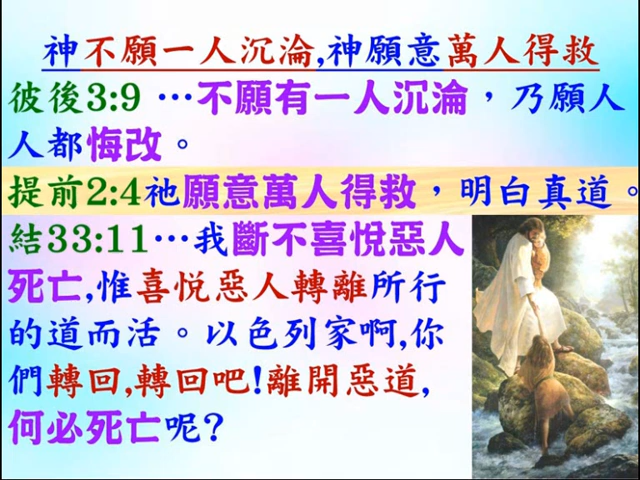 神不願一人沉淪,神願意萬人得救
彼後3:9 …不願有一人沉淪，乃願人
人都悔改。
提前2:4祂願意萬人得救，明白真道。
結33:11…我斷不喜悅惡人
死亡,惟喜悅惡人轉離所行
的道而活。以色列家啊,你
們轉回,轉回吧!離開惡道,
何必死亡呢?